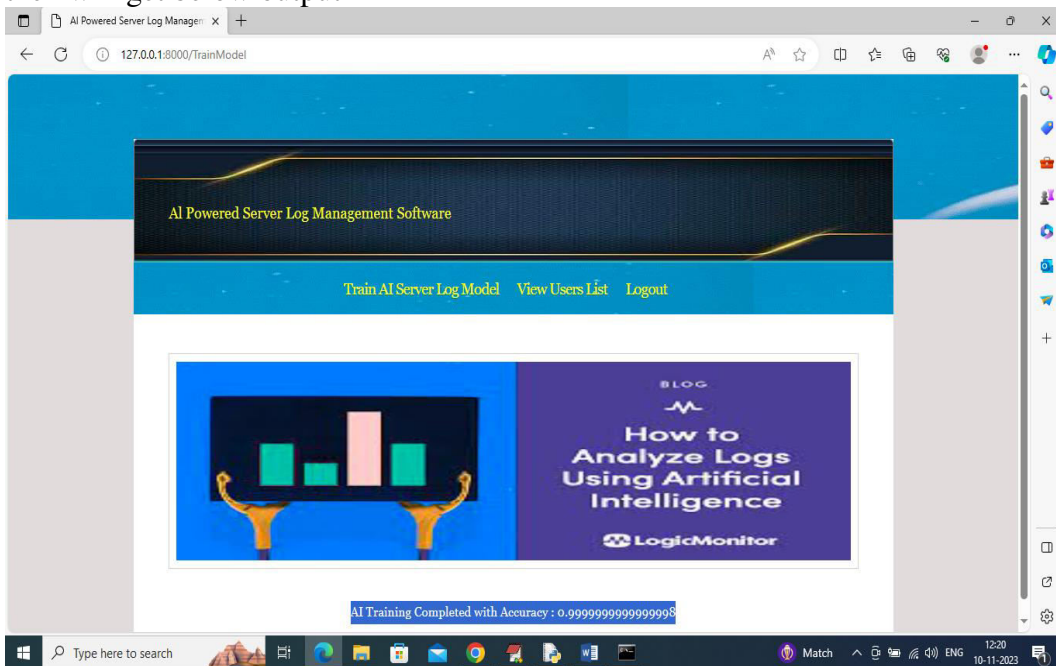 AI Powered Server Log Managen
127.0.0.1:8000/TrainModel
AI Powered Server Log Management Software
Train AI Server Log Model View Users List Logout
BLOG
How to
Analyze Logs
Using Artificial
Intelligence
LogicMonitor
AI Training Completed with Accuracy : 0.9999999999999998
Type here to search
Match
ENG
12:20
10-11-2023